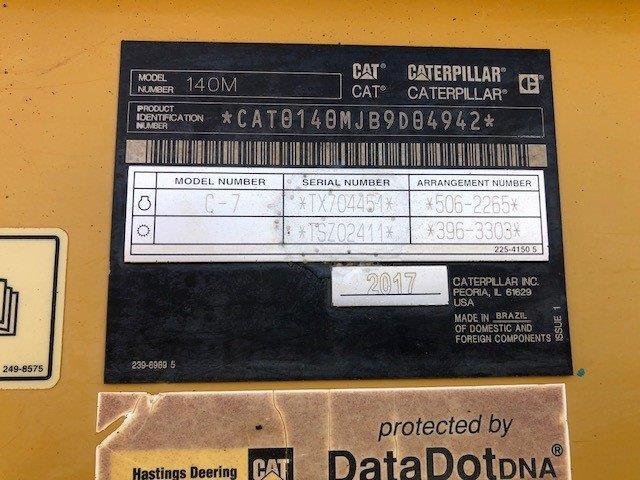 MODEL NUMBER 140M
CAT® CATERPILLAR®
CAT® CATERPILLAR®
PRODUCT IDENTIFICATION NUMBER *CAT0140MJB9D04942*
MODEL NUMBER SERIAL NUMBER ARRANGEMENT NUMBER
C-7 *TX704451* *506-2265*
*TSZ02411* *396-3303*
225-4150 5
2017
CATERPILLAR INC.
PEORIA, IL 61629
USA
MADE IN BRAZIL
OF DOMESTIC AND
FOREIGN COMPONENTS
ISSUE 1
239-6969 5
249-8575
protected by
Hastings Deering CAT DataDotDNA®